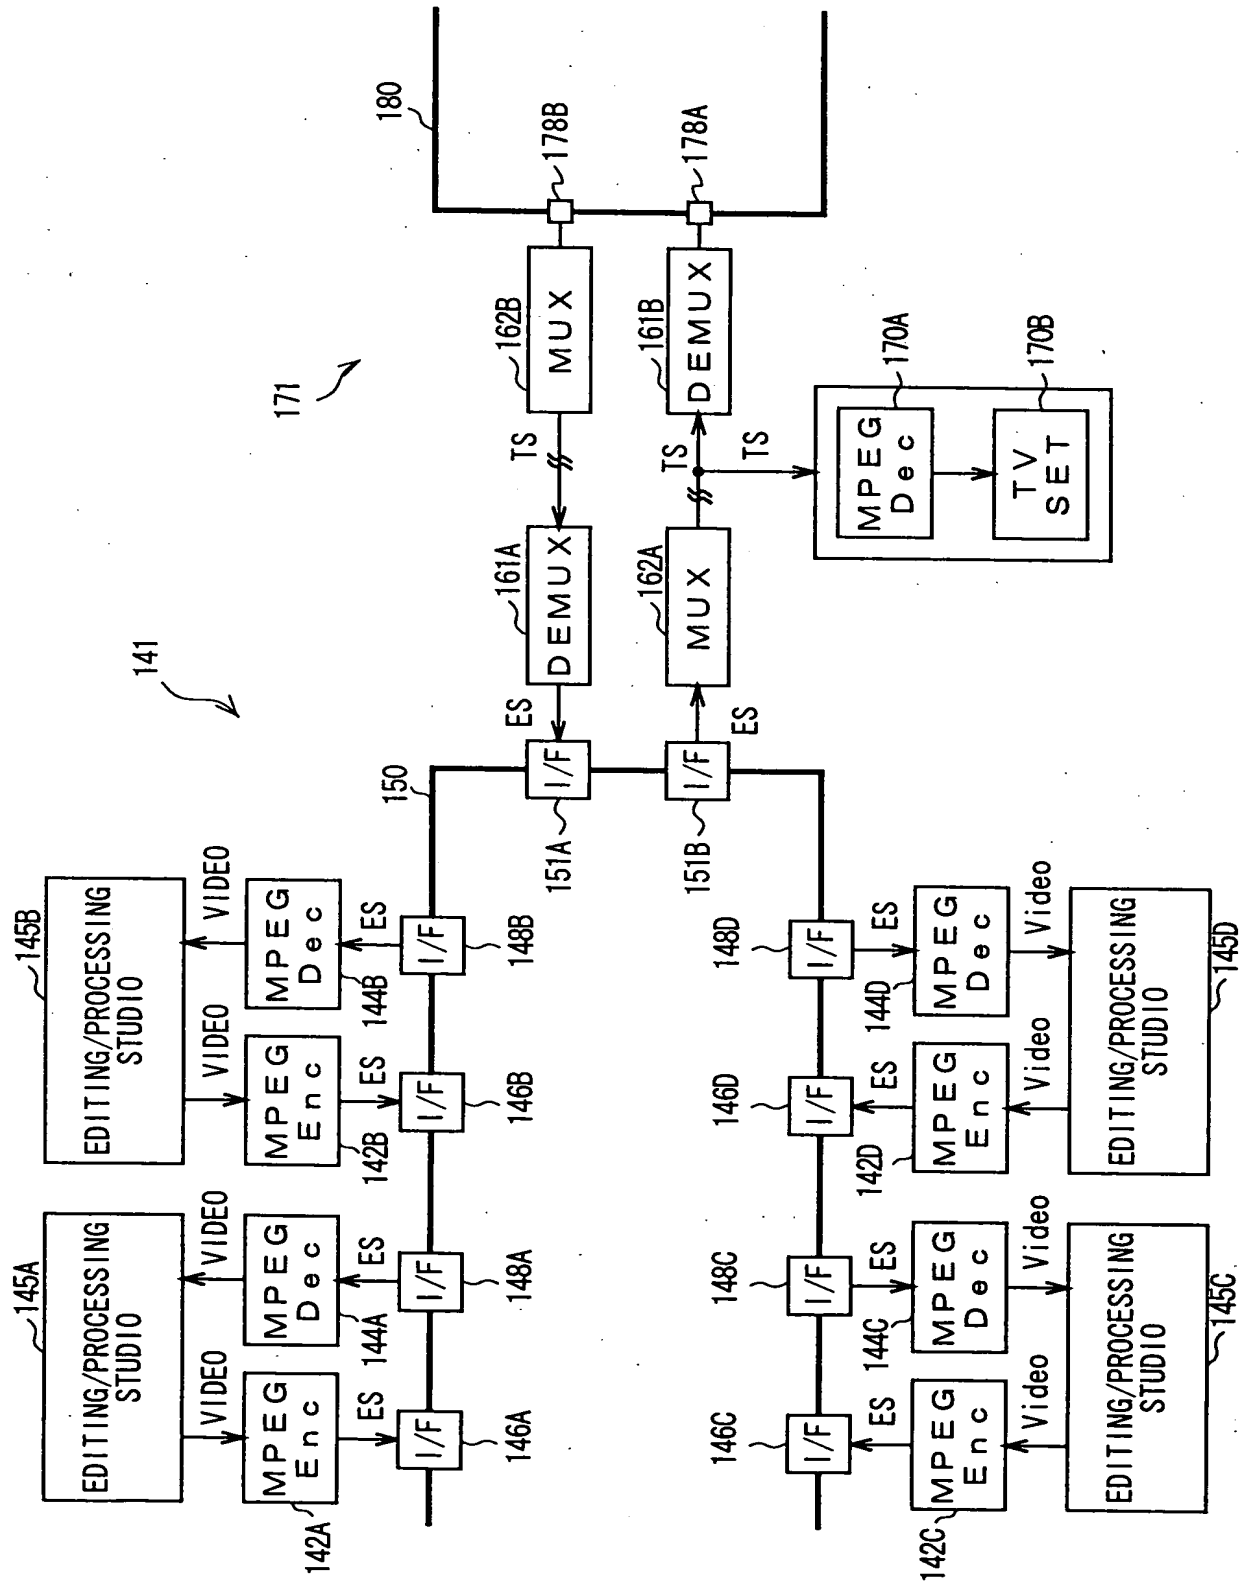 145A
EDITING/PROCESSING
STUDIO
VIDEO
VIDEO
MPEG
Enc
142A
MPEG
Dec
144A
ES
ES
I/F
146A
I/F
148A
145B
EDITING/PROCESSING
STUDIO
VIDEO
VIDEO
MPEG
Enc
142B
MPEG
Dec
144B
ES
ES
I/F
146B
I/F
148B
150
141
151A
I/F
ES
161A
DEMUX
TS
162B
MUX
178B
171
180
151B
I/F
ES
162A
MUX
TS
TS
161B
DEMUX
178A
MPEG
Dec
170A
TV
SET
170B
146C
I/F
148C
I/F
ES
ES
MPEG
Enc
142C
144C
MPEG
Dec
Video
Video
EDITING/PROCESSING
STUDIO
145C
146D
I/F
148D
I/F
ES
ES
142D
MPEG
Enc
144D
MPEG
Dec
Video
Video
EDITING/PROCESSING
STUDIO
145D